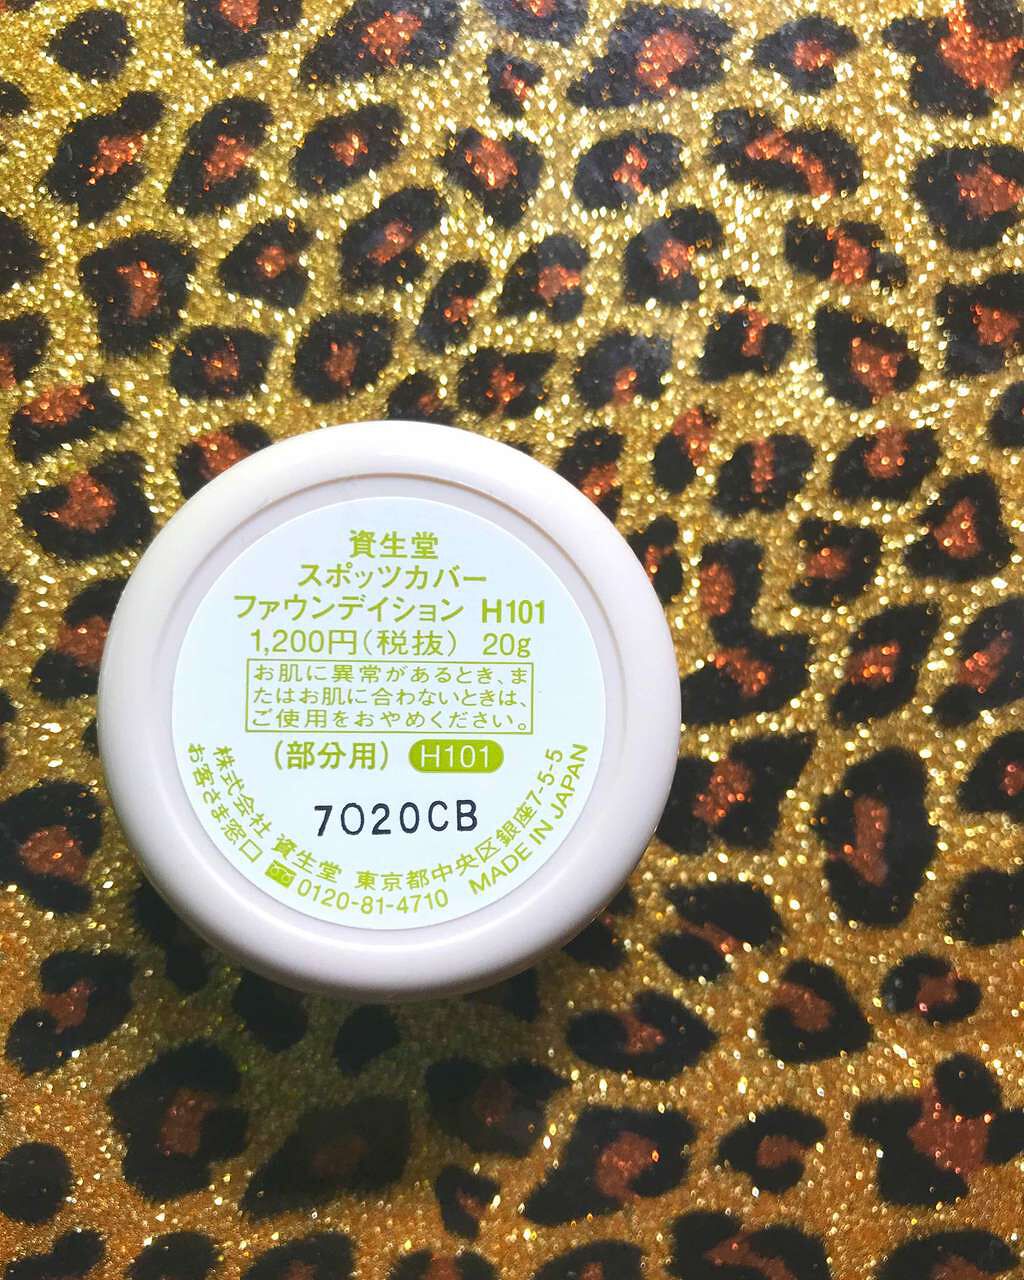 資生堂
スポッツカバー
ファウンデイション H101
1,200円(税抜) 20g
お肌に異常があるとき、ま
たはお肌に合わないときは、
ご使用をおやめください。
(部分用) H101
7020CB
株式会社 資生堂 東京都中央区銀座7-5-5
お客さま窓口 0120-81-4710 MADE IN JAPAN